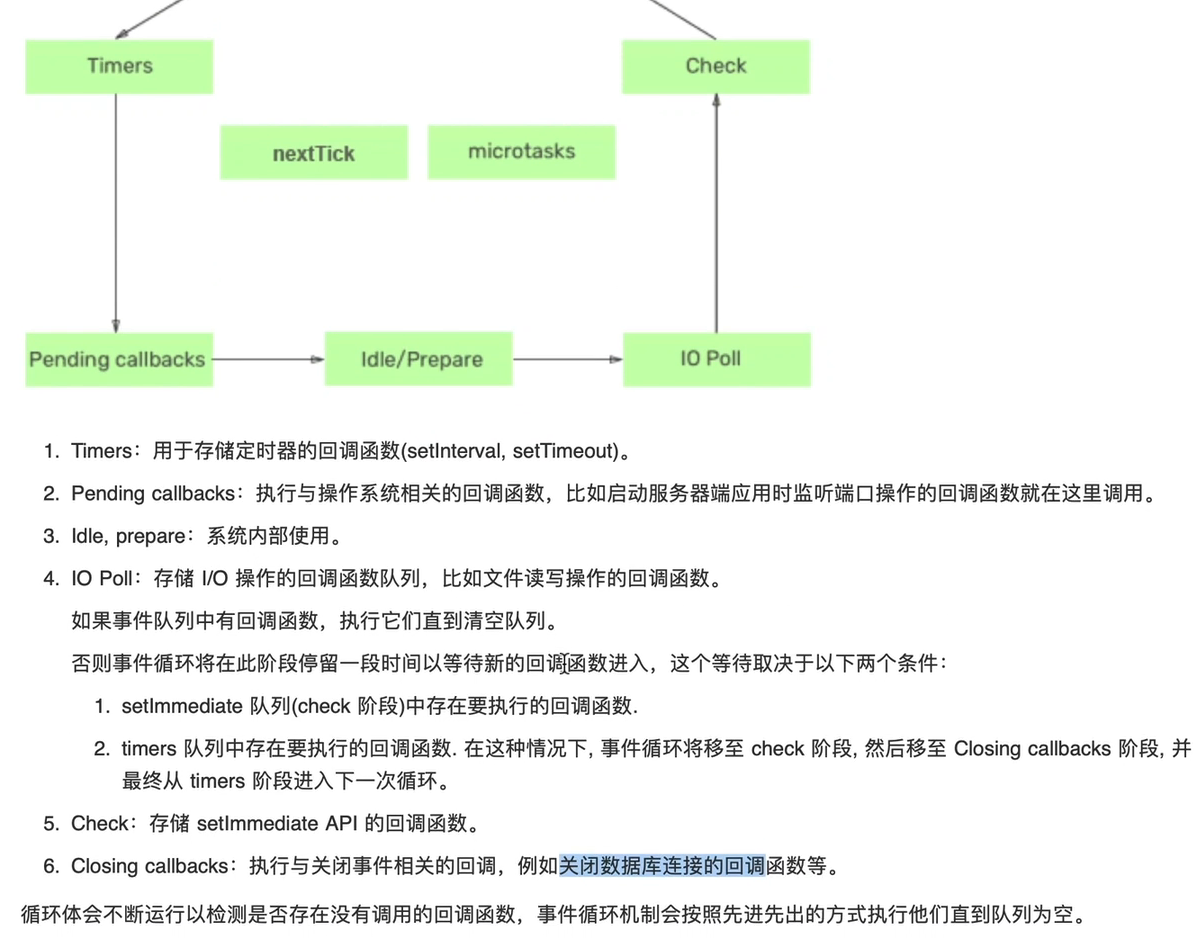 Timers
Check
nextTick
microtasks
Pending callbacks
Idle/Prepare
IO Poll
1. Timers：用于存储定时器的回调函数(setInterval, setTimeout)。
2. Pending callbacks：执行与操作系统相关的回调函数，比如启动服务器端应用时监听端口操作的回调函数就在这里调用。
3. Idle, prepare：系统内部使用。
4. IO Poll：存储 I/O 操作的回调函数队列，比如文件读写操作的回调函数。
如果事件队列中有回调函数，执行它们直到清空队列。
否则事件循环将在此阶段停留一段时间以等待新的回调函数进入，这个等待取决于以下两个条件：
1. setImmediate 队列(check 阶段)中存在要执行的回调函数.
2. timers 队列中存在要执行的回调函数. 在这种情况下, 事件循环将移至 check 阶段, 然后移至 Closing callbacks 阶段, 并
最终从 timers 阶段进入下一次循环。
5. Check：存储 setImmediate API 的回调函数。
6. Closing callbacks：执行与关闭事件相关的回调，例如关闭数据库连接的回调函数等。
循环体会不断运行以检测是否存在没有调用的回调函数，事件循环机制会按照先进先出的方式执行他们直到队列为空。